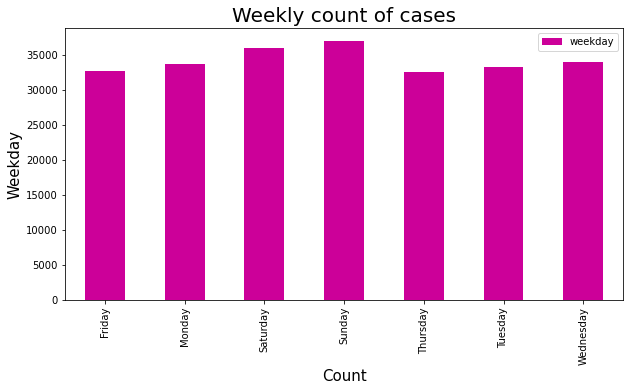 Weekly count of cases
weekday
Weekday
35000
30000
25000
20000
15000
10000
5000
0
Friday
Monday
Saturday
Sunday
Thursday
Tuesday
Wednesday
Count